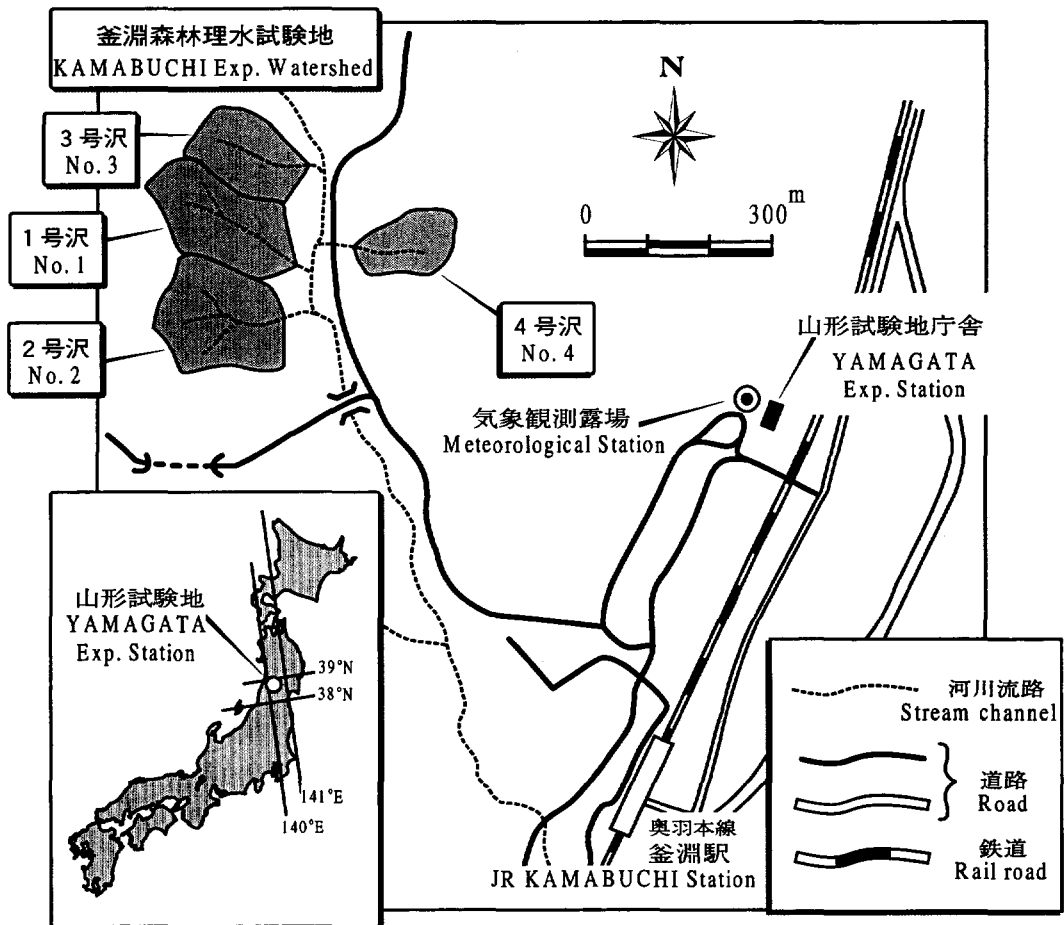 釜淵森林理水試験地
KAMABUCHI Exp. Watershed
3号沢
No. 3
1号沢
No. 1
2号沢
No. 2
4号沢
No. 4
N
0 300 m
山形試験地庁舎
YAMAGATA
Exp. Station
気象観測露場
Meteorological Station
山形試験地
YAMAGATA
Exp. Station
39°N
38°N
141°E
140°E
奥羽本線
釜淵駅
JR KAMABUCHI Station
河川流路
Stream channel
道路
Road
鉄道
Rail road